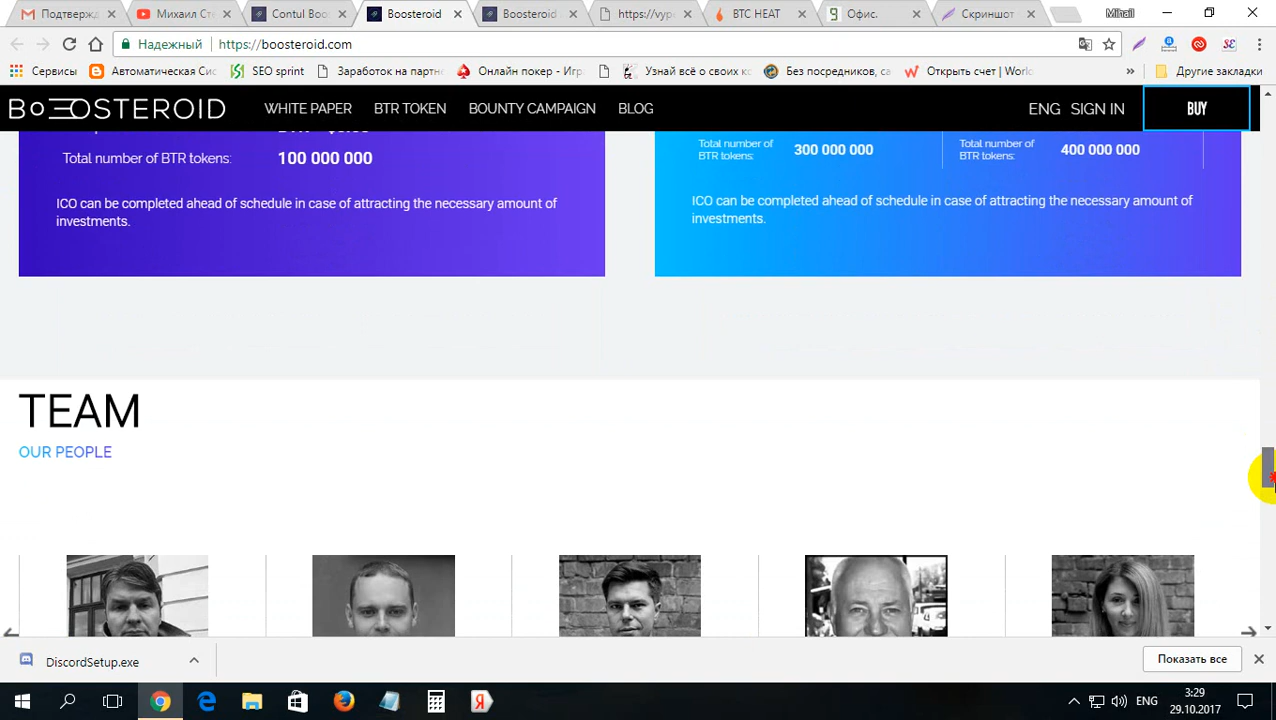 Подтвержд
Михаил Сте
Contul Boo
Boosteroid
Boosteroid
https://vype
BTC HEAT
Офис.
Скриншот
Mihail
Надежный
https://boosteroid.com
Сервисы
Автоматическая Сис
SEO sprint
Заработок на партн
Онлайн покер - Игр
Узнай всё о своих ко
Без посредников, са
Открыть счет | Worl
»
Другие закладки
BOOSTEROID
WHITE PAPER
BTR TOKEN
BOUNTY CAMPAIGN
BLOG
ENG
SIGN IN
BUY
Total number of BTR tokens:
100 000 000
ICO can be completed ahead of schedule in case of attracting the necessary amount of
investments.
Total number of
BTR tokens:
300 000 000
Total number of
BTR tokens:
400 000 000
ICO can be completed ahead of schedule in case of attracting the necessary amount of
investments.
TEAM
OUR PEOPLE
DiscordSetup.exe
Показать все
ENG
3:29
29.10.2017